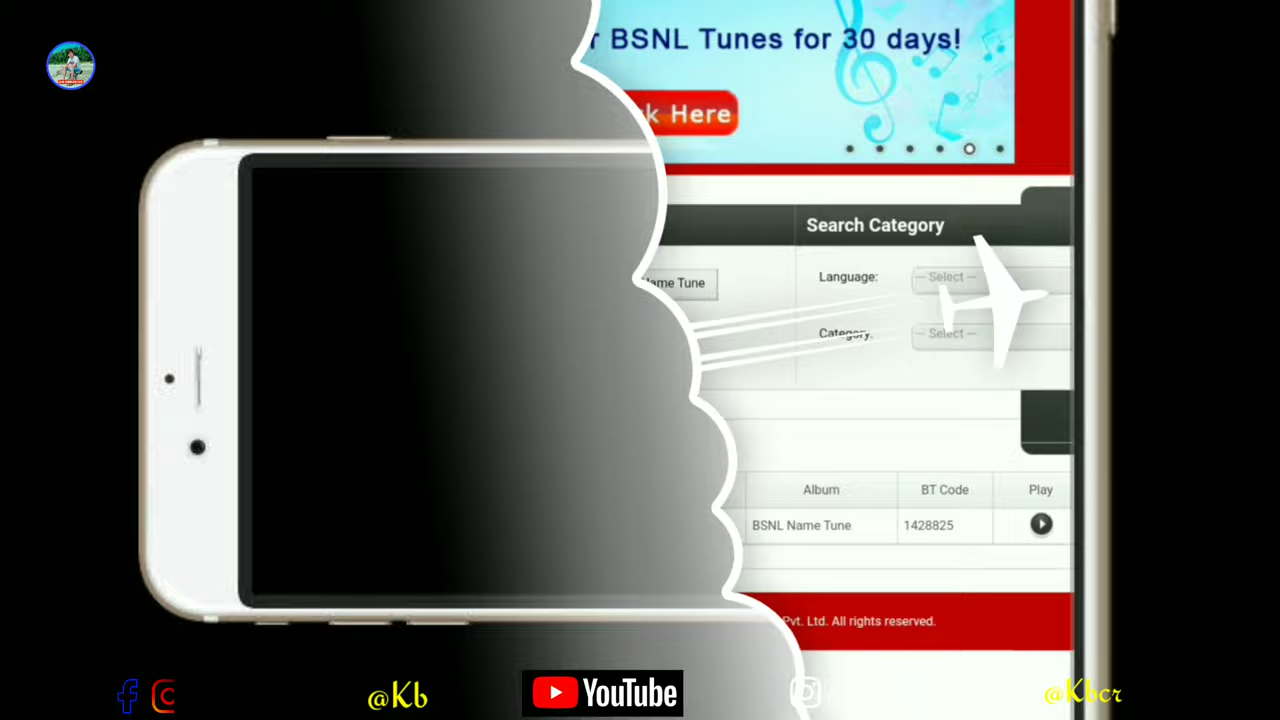 r BSNL Tunes for 30 days!
k Here
Search Category
Name Tune
Language:
-- Select --
Category:
-- Select --
Album
BT Code
Play
BSNL Name Tune
1428825
Pvt. Ltd. All rights reserved.
@Kb
YouTube
@Kbcr